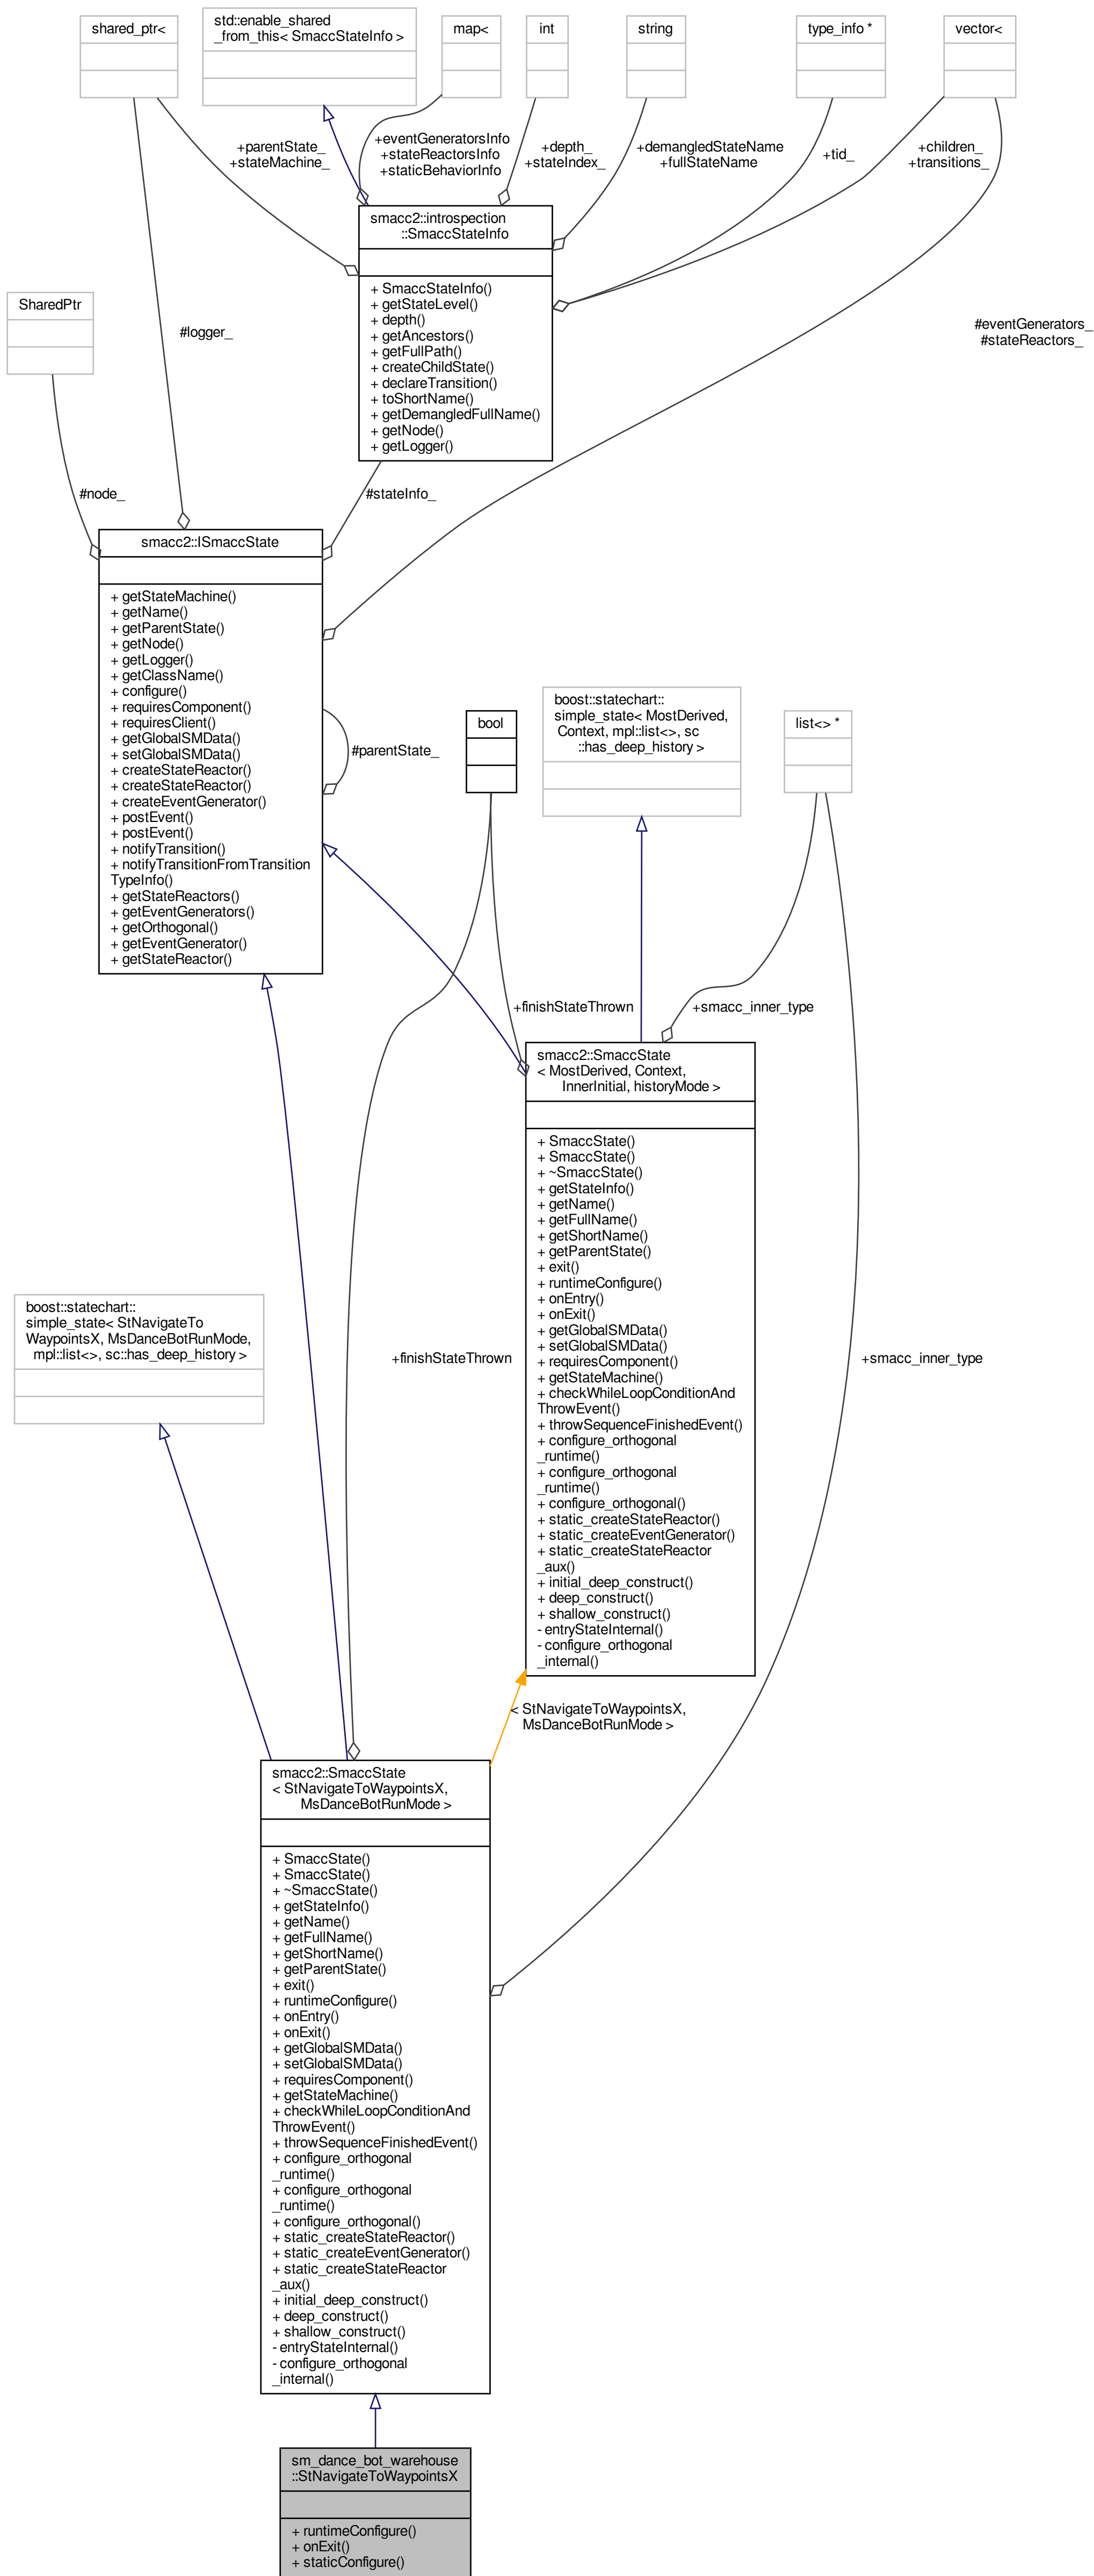 shared_ptr<
std::enable_shared
_from_this< SmaccStateInfo >
map<
int
string
type_info *
vector<
+parentState_
+stateMachine_
+eventGeneratorsInfo
+stateReactorsInfo
+staticBehaviorInfo
+depth_
+stateIndex_
+demangledStateName
+fullStateName
+tid_
+children_
+transitions_
smacc2::introspection
::SmaccStateInfo
+ SmaccStateInfo()
+ getStateLevel()
+ depth()
+ getAncestors()
+ getFullPath()
+ createChildState()
+ declareTransition()
+ toShortName()
+ getDemangledFullName()
+ getNode()
+ getLogger()
SharedPtr
#logger_
#eventGenerators_
#stateReactors_
#node_
#stateInfo_
smacc2::ISmaccState
+ getStateMachine()
+ getName()
+ getParentState()
+ getNode()
+ getLogger()
+ getClassName()
+ configure()
+ requiresComponent()
+ requiresClient()
+ getGlobalSMData()
+ setGlobalSMData()
+ createStateReactor()
+ createStateReactor()
+ createEventGenerator()
+ postEvent()
+ postEvent()
+ notifyTransition()
+ notifyTransitionFromTransition
TypeInfo()
+ getStateReactors()
+ getEventGenerators()
+ getOrthogonal()
+ getEventGenerator()
+ getStateReactor()
#parentState_
bool
boost::statechart::
simple_state< MostDerived,
Context, mpl::list<>, sc
::has_deep_history >
list<> *
+finishStateThrown
+smacc_inner_type
smacc2::SmaccState
< MostDerived, Context,
InnerInitial, historyMode >
+ SmaccState()
+ SmaccState()
+ ~SmaccState()
+ getStateInfo()
+ getName()
+ getFullName()
+ getShortName()
+ getParentState()
+ exit()
+ runtimeConfigure()
+ onEntry()
+ onExit()
+ getGlobalSMData()
+ setGlobalSMData()
+ requiresComponent()
+ getStateMachine()
+ checkWhileLoopConditionAnd
ThrowEvent()
+ throwSequenceFinishedEvent()
+ configure_orthogonal
_runtime()
+ configure_orthogonal
_runtime()
+ configure_orthogonal()
+ static_createStateReactor()
+ static_createEventGenerator()
+ static_createStateReactor
_aux()
+ initial_deep_construct()
+ deep_construct()
+ shallow_construct()
- entryStateInternal()
- configure_orthogonal
_internal()
boost::statechart::
simple_state< StNavigateTo
WaypointsX, MsDanceBotRunMode,
mpl::list<>, sc::has_deep_history >
+finishStateThrown
+smacc_inner_type
< StNavigateToWaypointsX,
MsDanceBotRunMode >
smacc2::SmaccState
< StNavigateToWaypointsX,
MsDanceBotRunMode >
+ SmaccState()
+ SmaccState()
+ ~SmaccState()
+ getStateInfo()
+ getName()
+ getFullName()
+ getShortName()
+ getParentState()
+ exit()
+ runtimeConfigure()
+ onEntry()
+ onExit()
+ getGlobalSMData()
+ setGlobalSMData()
+ requiresComponent()
+ getStateMachine()
+ checkWhileLoopConditionAnd
ThrowEvent()
+ throwSequenceFinishedEvent()
+ configure_orthogonal
_runtime()
+ configure_orthogonal
_runtime()
+ configure_orthogonal()
+ static_createStateReactor()
+ static_createEventGenerator()
+ static_createStateReactor
_aux()
+ initial_deep_construct()
+ deep_construct()
+ shallow_construct()
- entryStateInternal()
- configure_orthogonal
_internal()
sm_dance_bot_warehouse
::StNavigateToWaypointsX
+ runtimeConfigure()
+ onExit()
+ staticConfigure()